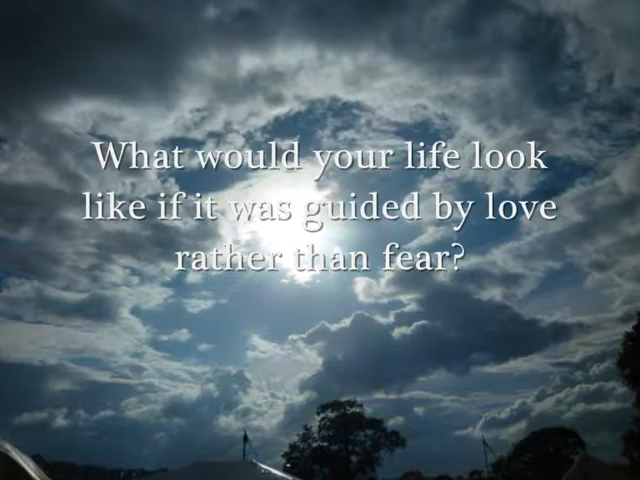 What would your life look
like if it was guided by love
rather than fear?